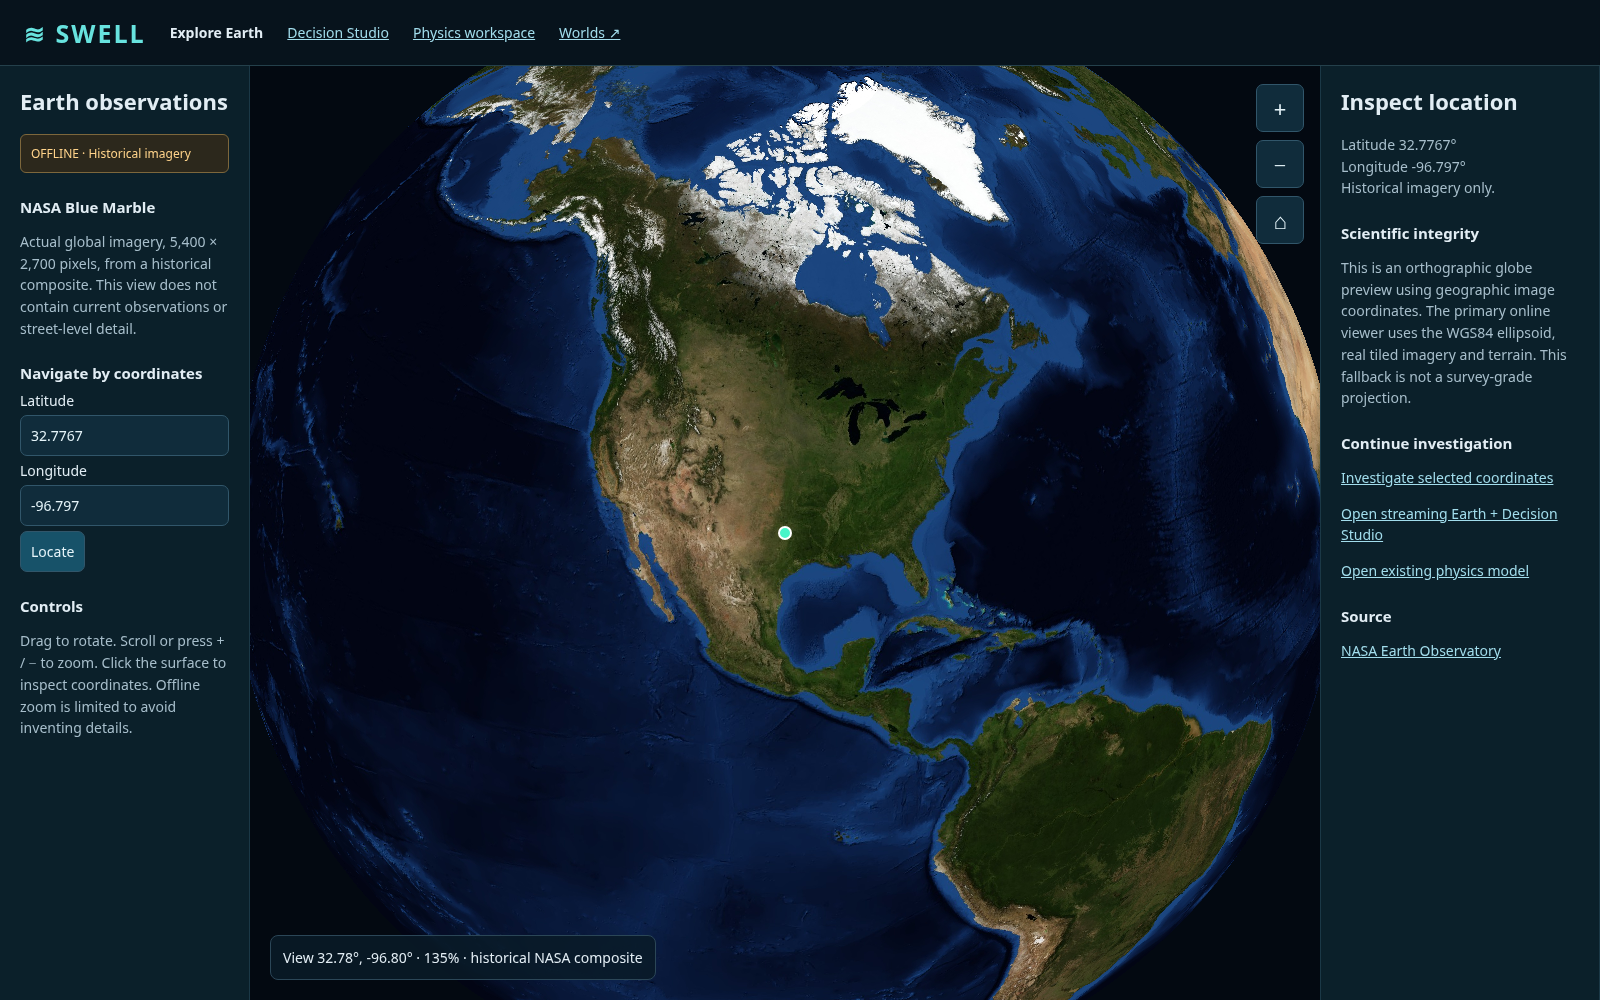 ≋ SWELL
Explore Earth
Decision Studio
Physics workspace
Worlds ↗
Earth observations
OFFLINE · Historical imagery
NASA Blue Marble
Actual global imagery, 5,400 ×
2,700 pixels, from a historical
composite. This view does not
contain current observations or
street-level detail.
Navigate by coordinates
Latitude
32.7767
Longitude
-96.797
Locate
Controls
Drag to rotate. Scroll or press +
/ − to zoom. Click the surface to
inspect coordinates. Offline
zoom is limited to avoid
inventing details.
+
−
⌂
View 32.78°, -96.80° · 135% · historical NASA composite
Inspect location
Latitude 32.7767°
Longitude -96.797°
Historical imagery only.
Scientific integrity
This is an orthographic globe
preview using geographic image
coordinates. The primary online
viewer uses the WGS84 ellipsoid,
real tiled imagery and terrain. This
fallback is not a survey-grade
projection.
Continue investigation
Investigate selected coordinates
Open streaming Earth + Decision
Studio
Open existing physics model
Source
NASA Earth Observatory